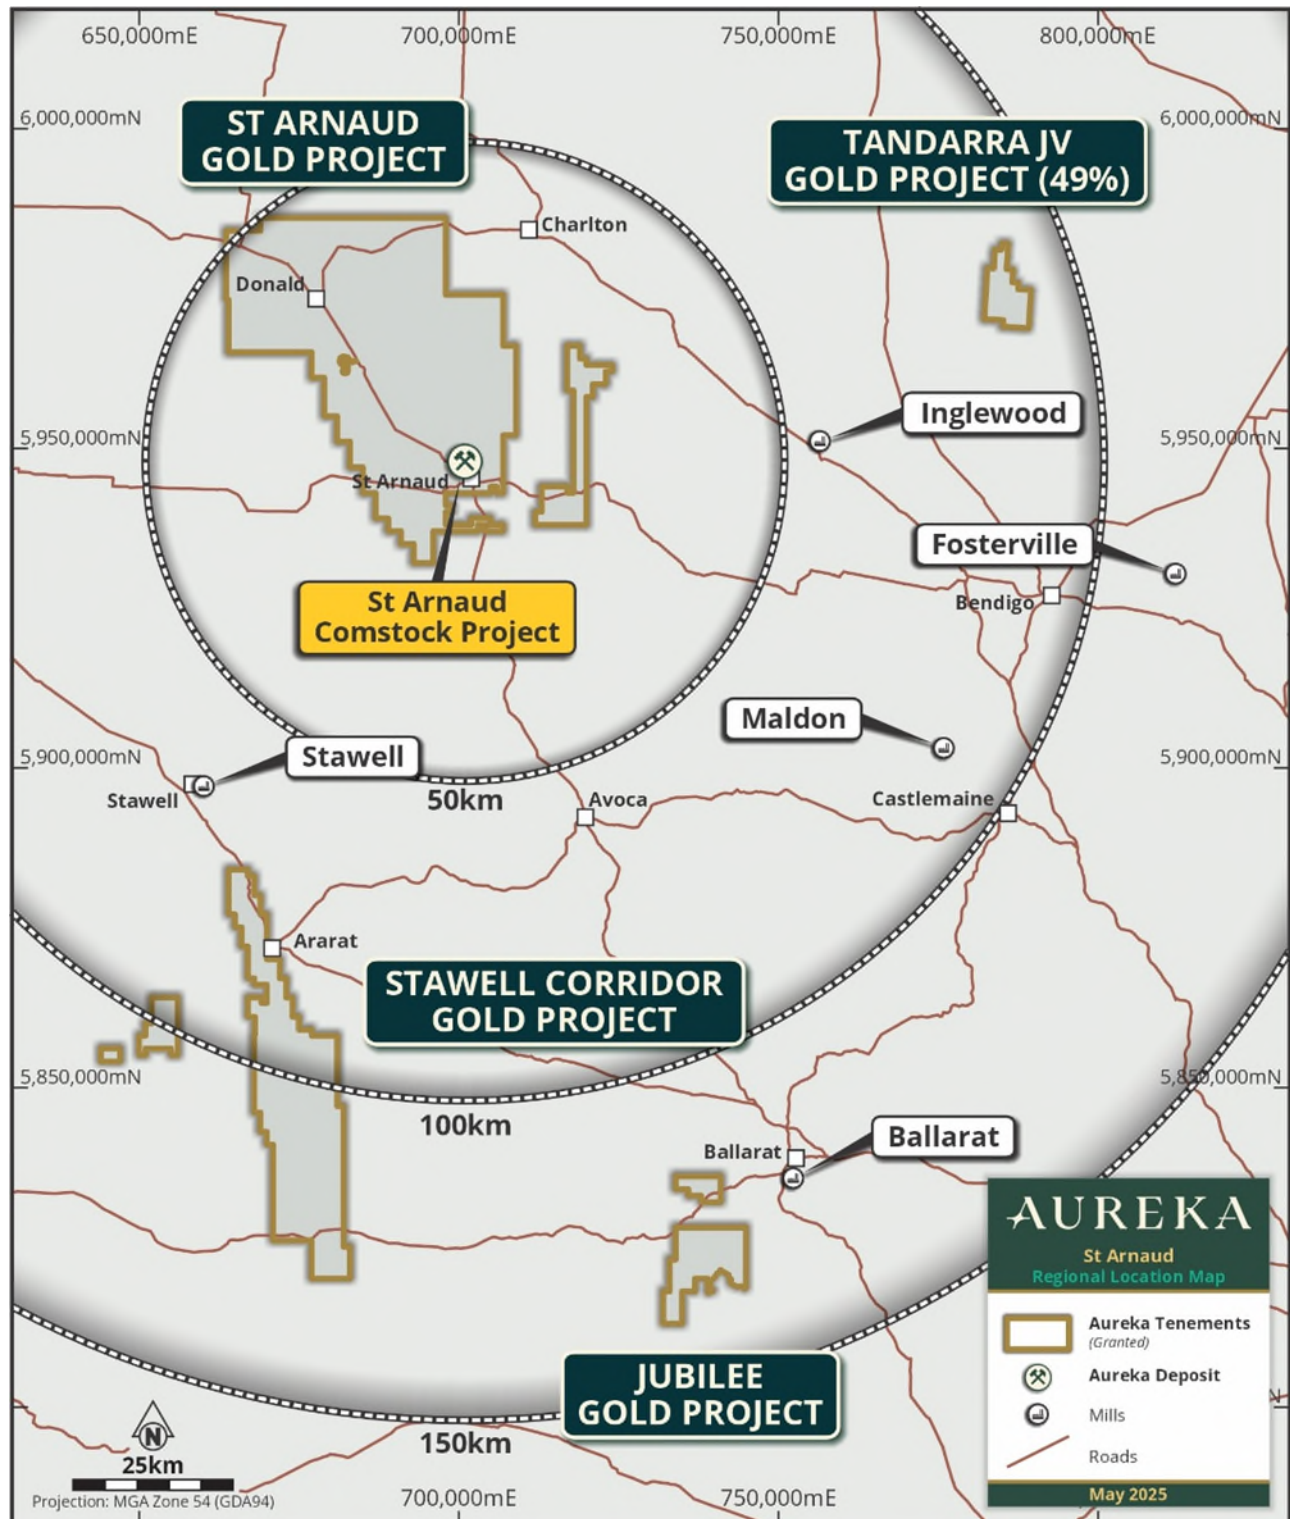 650,000mE
700,000mE
750,000mE
800,000mE
6,000,000mN
6,000,000mN
ST ARNAUD
GOLD PROJECT
TANDARRA JV
GOLD PROJECT (49%)
Charlton
Donald
Inglewood
5,950,000mN
5,950,000mN
St Arnaud
Fosterville
St Arnaud
Comstock Project
Bendigo
Maldon
Stawell
5,900,000mN
5,900,000mN
Stawell
50km
Avoca
Castlemaine
Ararat
STAWELL CORRIDOR
GOLD PROJECT
5,850,000mN
5,850,000mN
100km
Ballarat
Ballarat
AUREKA
St Arnaud
Regional Location Map
Aureka Tenements
(Granted)
Aureka Deposit
Mills
Roads
May 2025
JUBILEE
GOLD PROJECT
150km
N
25km
Projection: MGA Zone 54 (GDA94)
700,000mE
750,000mE